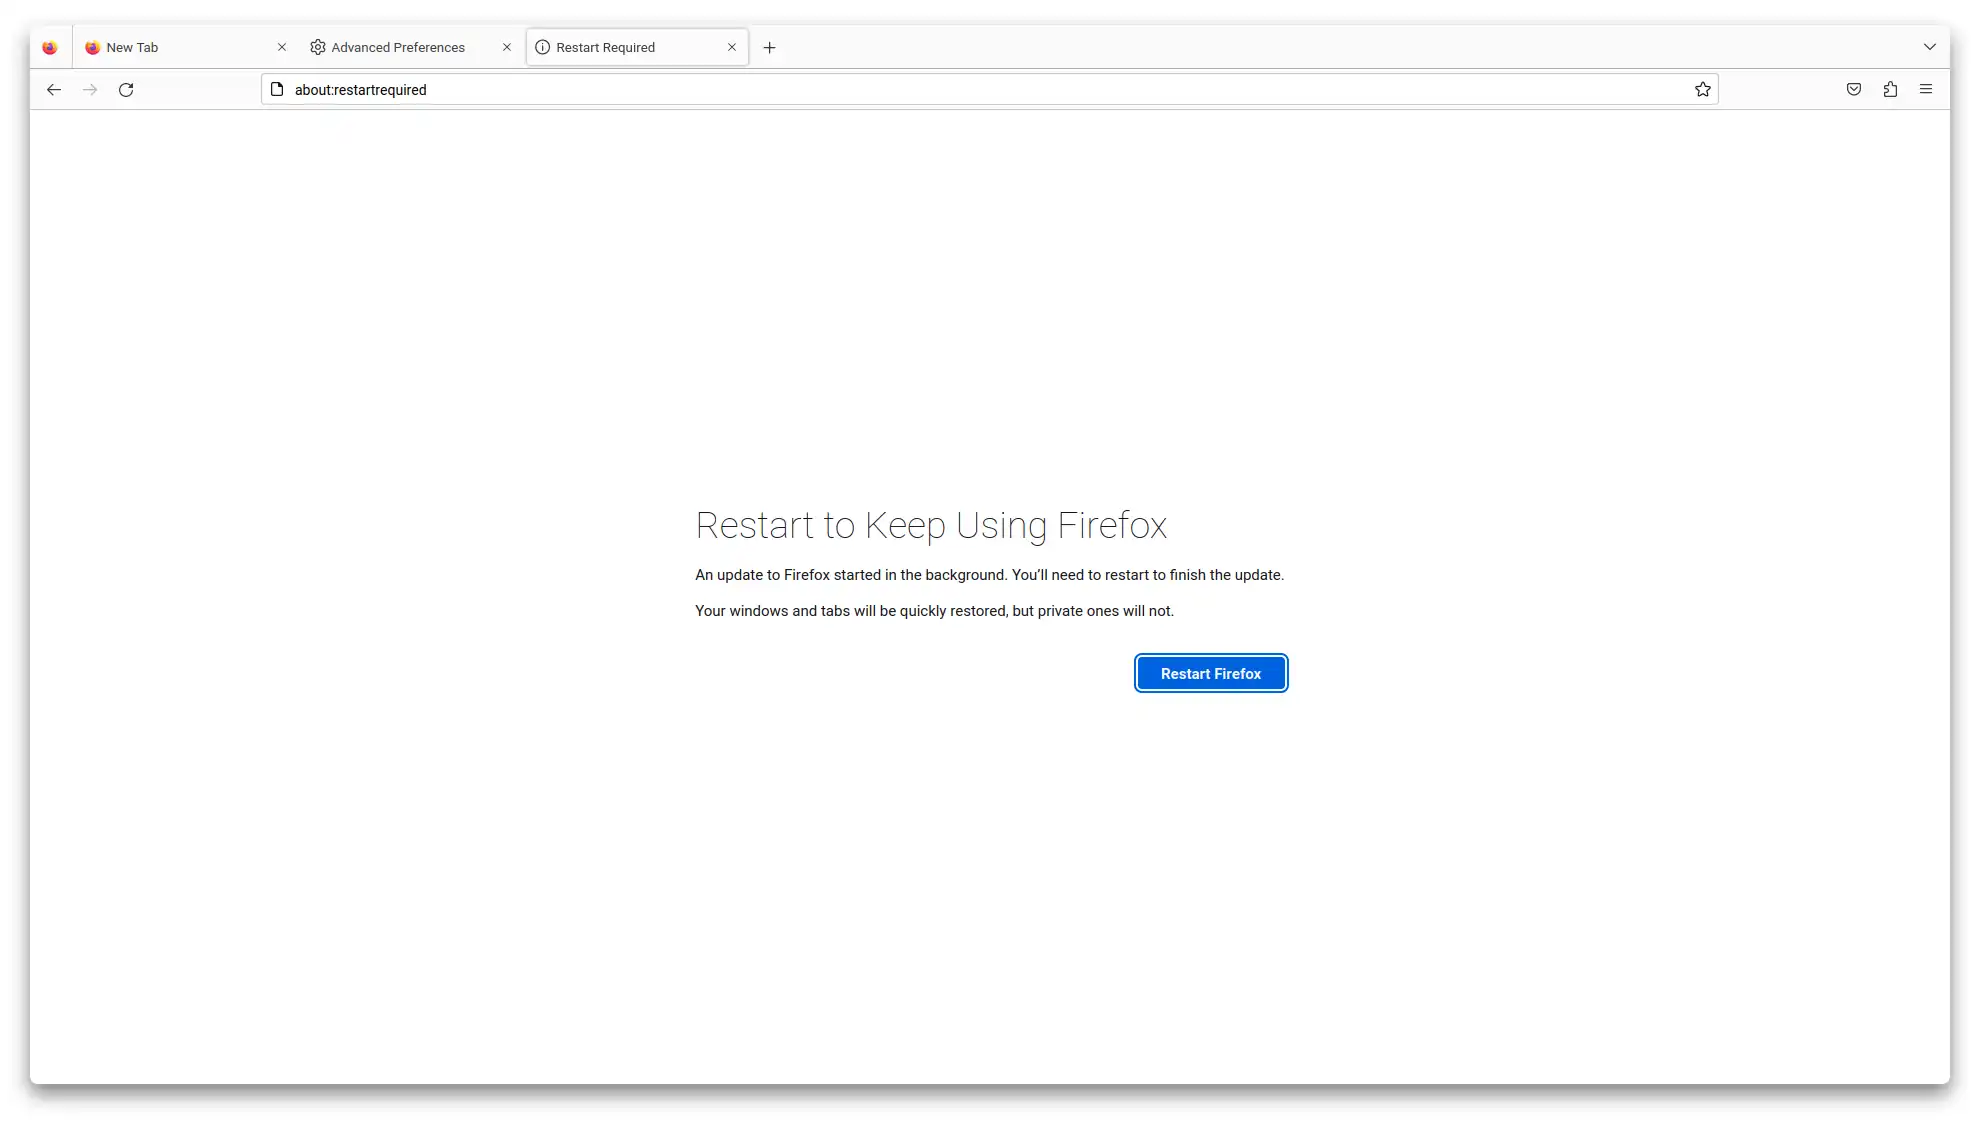 New Tab
Advanced Preferences
Restart Required
about:restartrequired
Restart to Keep Using Firefox
An update to Firefox started in the background. You’ll need to restart to finish the update.
Your windows and tabs will be quickly restored, but private ones will not.
Restart Firefox